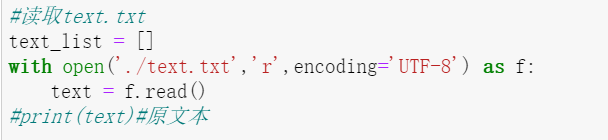 #读取text.txt
text_list = []
with open('./text.txt','r',encoding='UTF-8') as f:
    text = f.read()
#print(text)#原文本